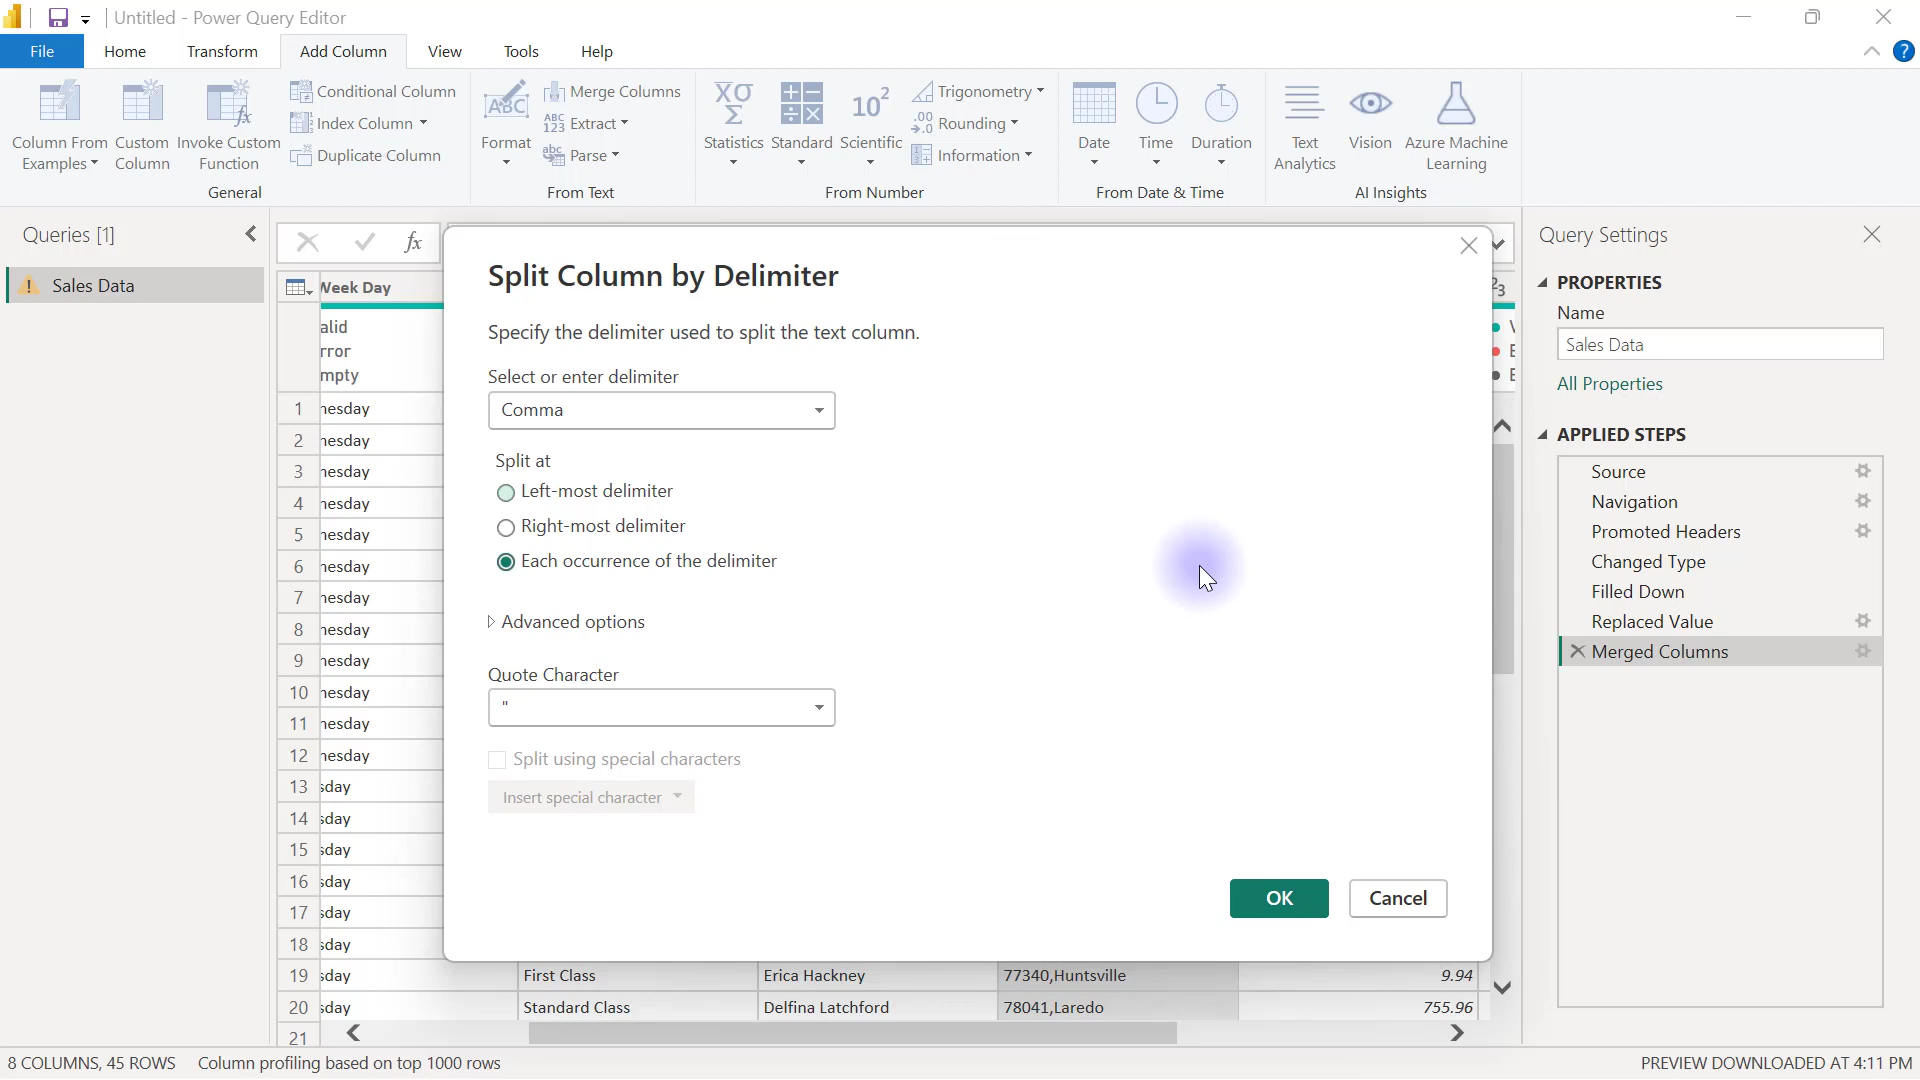 Untitled - Power Query Editor
File
Home
Transform
Add Column
View
Tools
Help
Column From
Examples
Custom
Column
Invoke Custom
Function
Conditional Column
Index Column
Duplicate Column
General
ABC
Format
Merge Columns
ABC
123
Extract
abc
Parse
From Text
XΟ
Σ
Statistics
Standard
10²
Scientific
Trigonometry
.00
.0
Rounding
Information
From Number
Date
Time
Duration
From Date & Time
Text
Analytics
Vision
Azure Machine
Learning
AI Insights
Queries [1]
Sales Data
fx
Week Day
alid
rror
mpty
1 nesday
2 nesday
3 nesday
4 nesday
5 nesday
6 nesday
7 nesday
8 nesday
9 nesday
10 nesday
11 nesday
12 nesday
13 sday
14 sday
15 sday
16 sday
17 sday
18 sday
19 sday First Class Erica Hackney 77340,Huntsville 9.94
20 sday Standard Class Delfina Latchford 78041,Laredo 755.96
21
Split Column by Delimiter
Specify the delimiter used to split the text column.
Select or enter delimiter
Comma
Split at
Left-most delimiter
Right-most delimiter
Each occurrence of the delimiter
Advanced options
Quote Character
"
Split using special characters
Insert special character
OK
Cancel
Query Settings
PROPERTIES
Name
Sales Data
All Properties
APPLIED STEPS
Source
Navigation
Promoted Headers
Changed Type
Filled Down
Replaced Value
Merged Columns
8 COLUMNS, 45 ROWS
Column profiling based on top 1000 rows
PREVIEW DOWNLOADED AT 4:11 PM